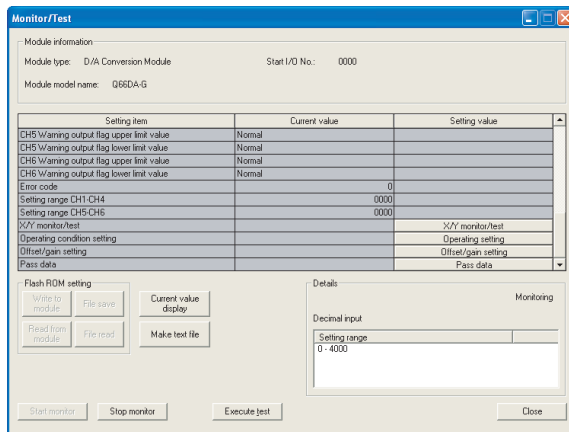 Monitor/Test
Module information
Module type: D/A Conversion Module Start I/O No.: 0000
Module model name: Q66DA-G
Setting item Current value Setting value
CH5 Warning output flag upper limit value Normal
CH5 Warning output flag lower limit value Normal
CH6 Warning output flag upper limit value Normal
CH6 Warning output flag lower limit value Normal
Error code 0
Setting range CH1-CH4 0000
Setting range CH5-CH6 0000
X/Y monitor/test X/Y monitor/test
Operating condition setting Operating setting
Offset/gain setting Offset/gain setting
Pass data Pass data
Flash ROM setting
Write to module
File save
Current value display
Read from module
File read
Make text file
Details
Monitoring
Decimal input
Setting range
0 - 4000
Start monitor Stop monitor Execute test Close